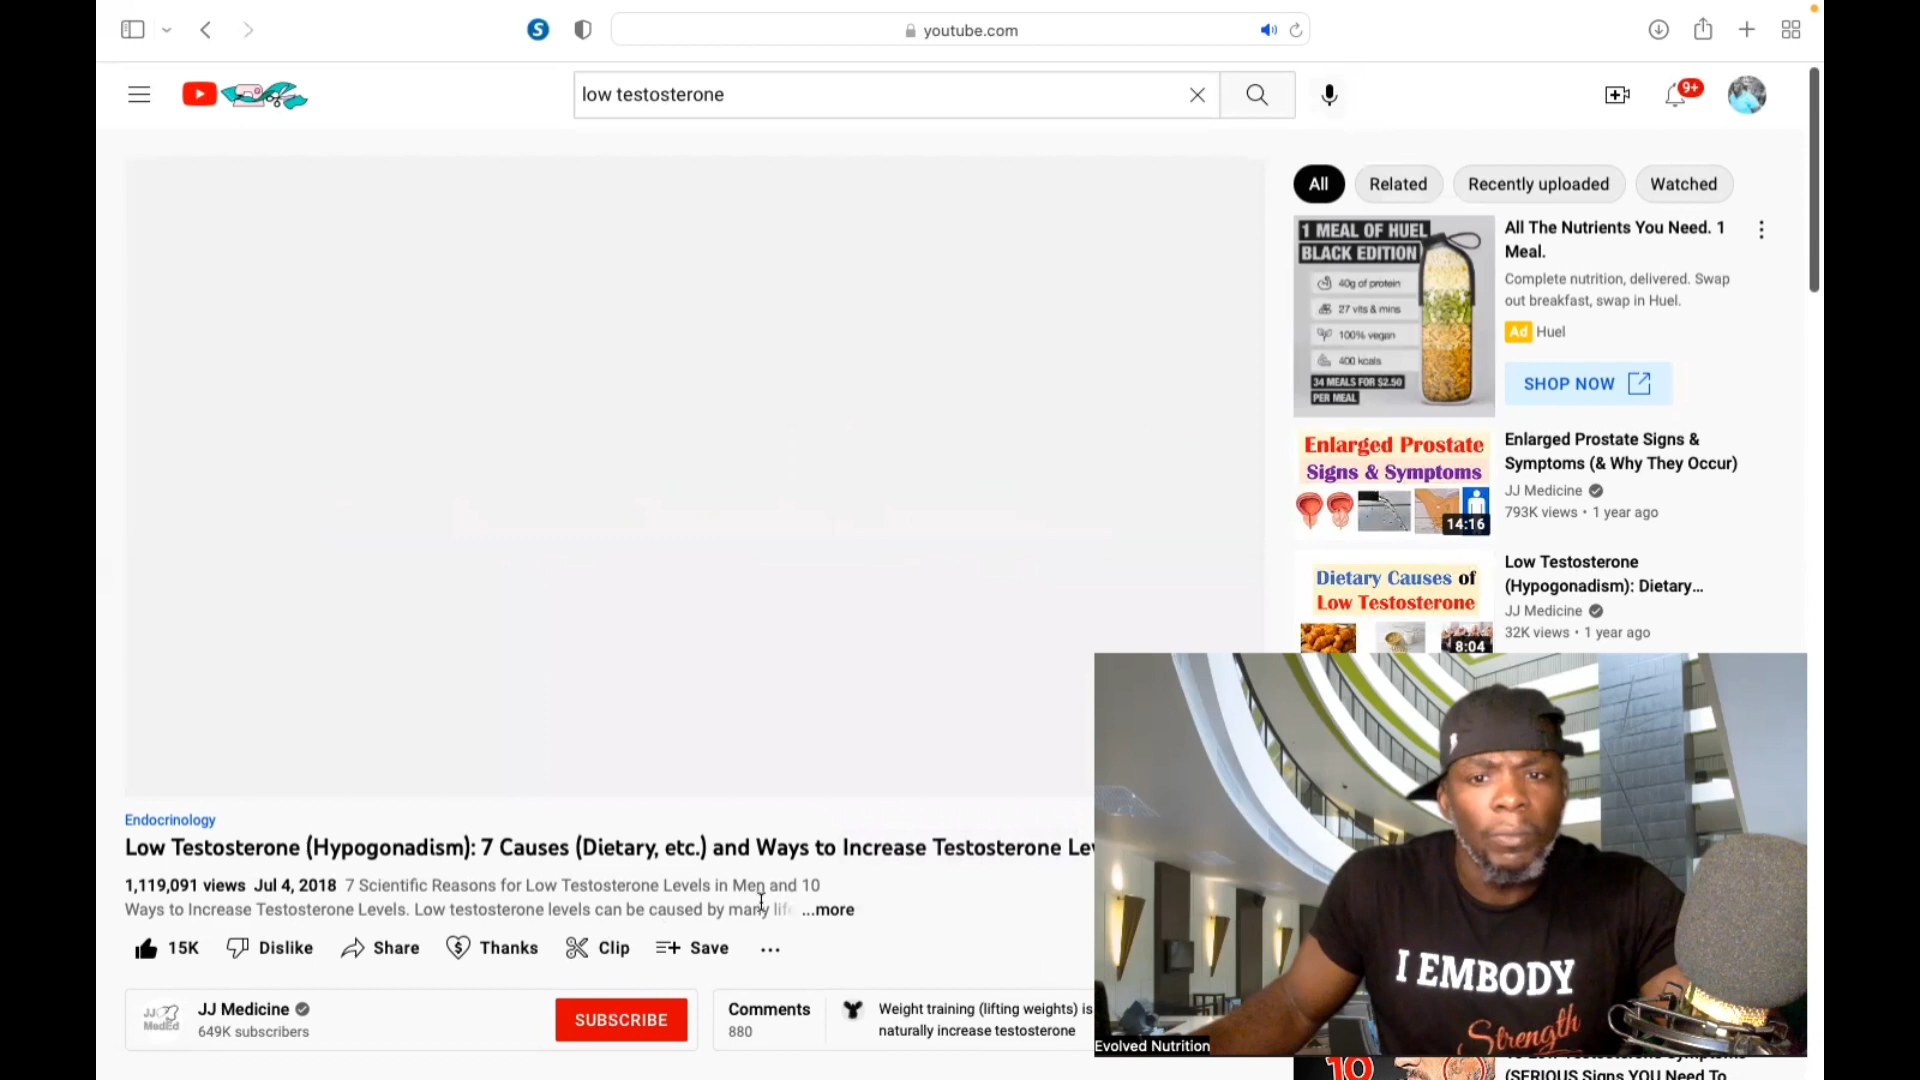 youtube.com
low testosterone
9+
All
Related
Recently uploaded
Watched
1 MEAL OF HUEL
BLACK EDITION
40g of protein
27 vits & mins
100% vegan
400 kcals
34 MEALS FOR $2.50
PER MEAL
All The Nutrients You Need. 1
Meal.
Complete nutrition, delivered. Swap
out breakfast, swap in Huel.
Ad Huel
SHOP NOW
Enlarged Prostate
Signs & Symptoms
14:16
Enlarged Prostate Signs &
Symptoms (& Why They Occur)
JJ Medicine
793K views • 1 year ago
Dietary Causes of
Low Testosterone
8:04
Low Testosterone
(Hypogonadism): Dietary...
JJ Medicine
32K views • 1 year ago
Endocrinology
Low Testosterone (Hypogonadism): 7 Causes (Dietary, etc.) and Ways to Increase Testosterone Le
1,119,091 views Jul 4, 2018 7 Scientific Reasons for Low Testosterone Levels in Men and 10
Ways to Increase Testosterone Levels. Low testosterone levels can be caused by many life ...more
15K
Dislike
Share
Thanks
Clip
Save
JJ MedEd
JJ Medicine
649K subscribers
SUBSCRIBE
Comments
880
Weight training (lifting weights) is
naturally increase testosterone
I EMBODY
Strength
Evolved Nutrition
10
(SERIOUS Signs YOU Need To